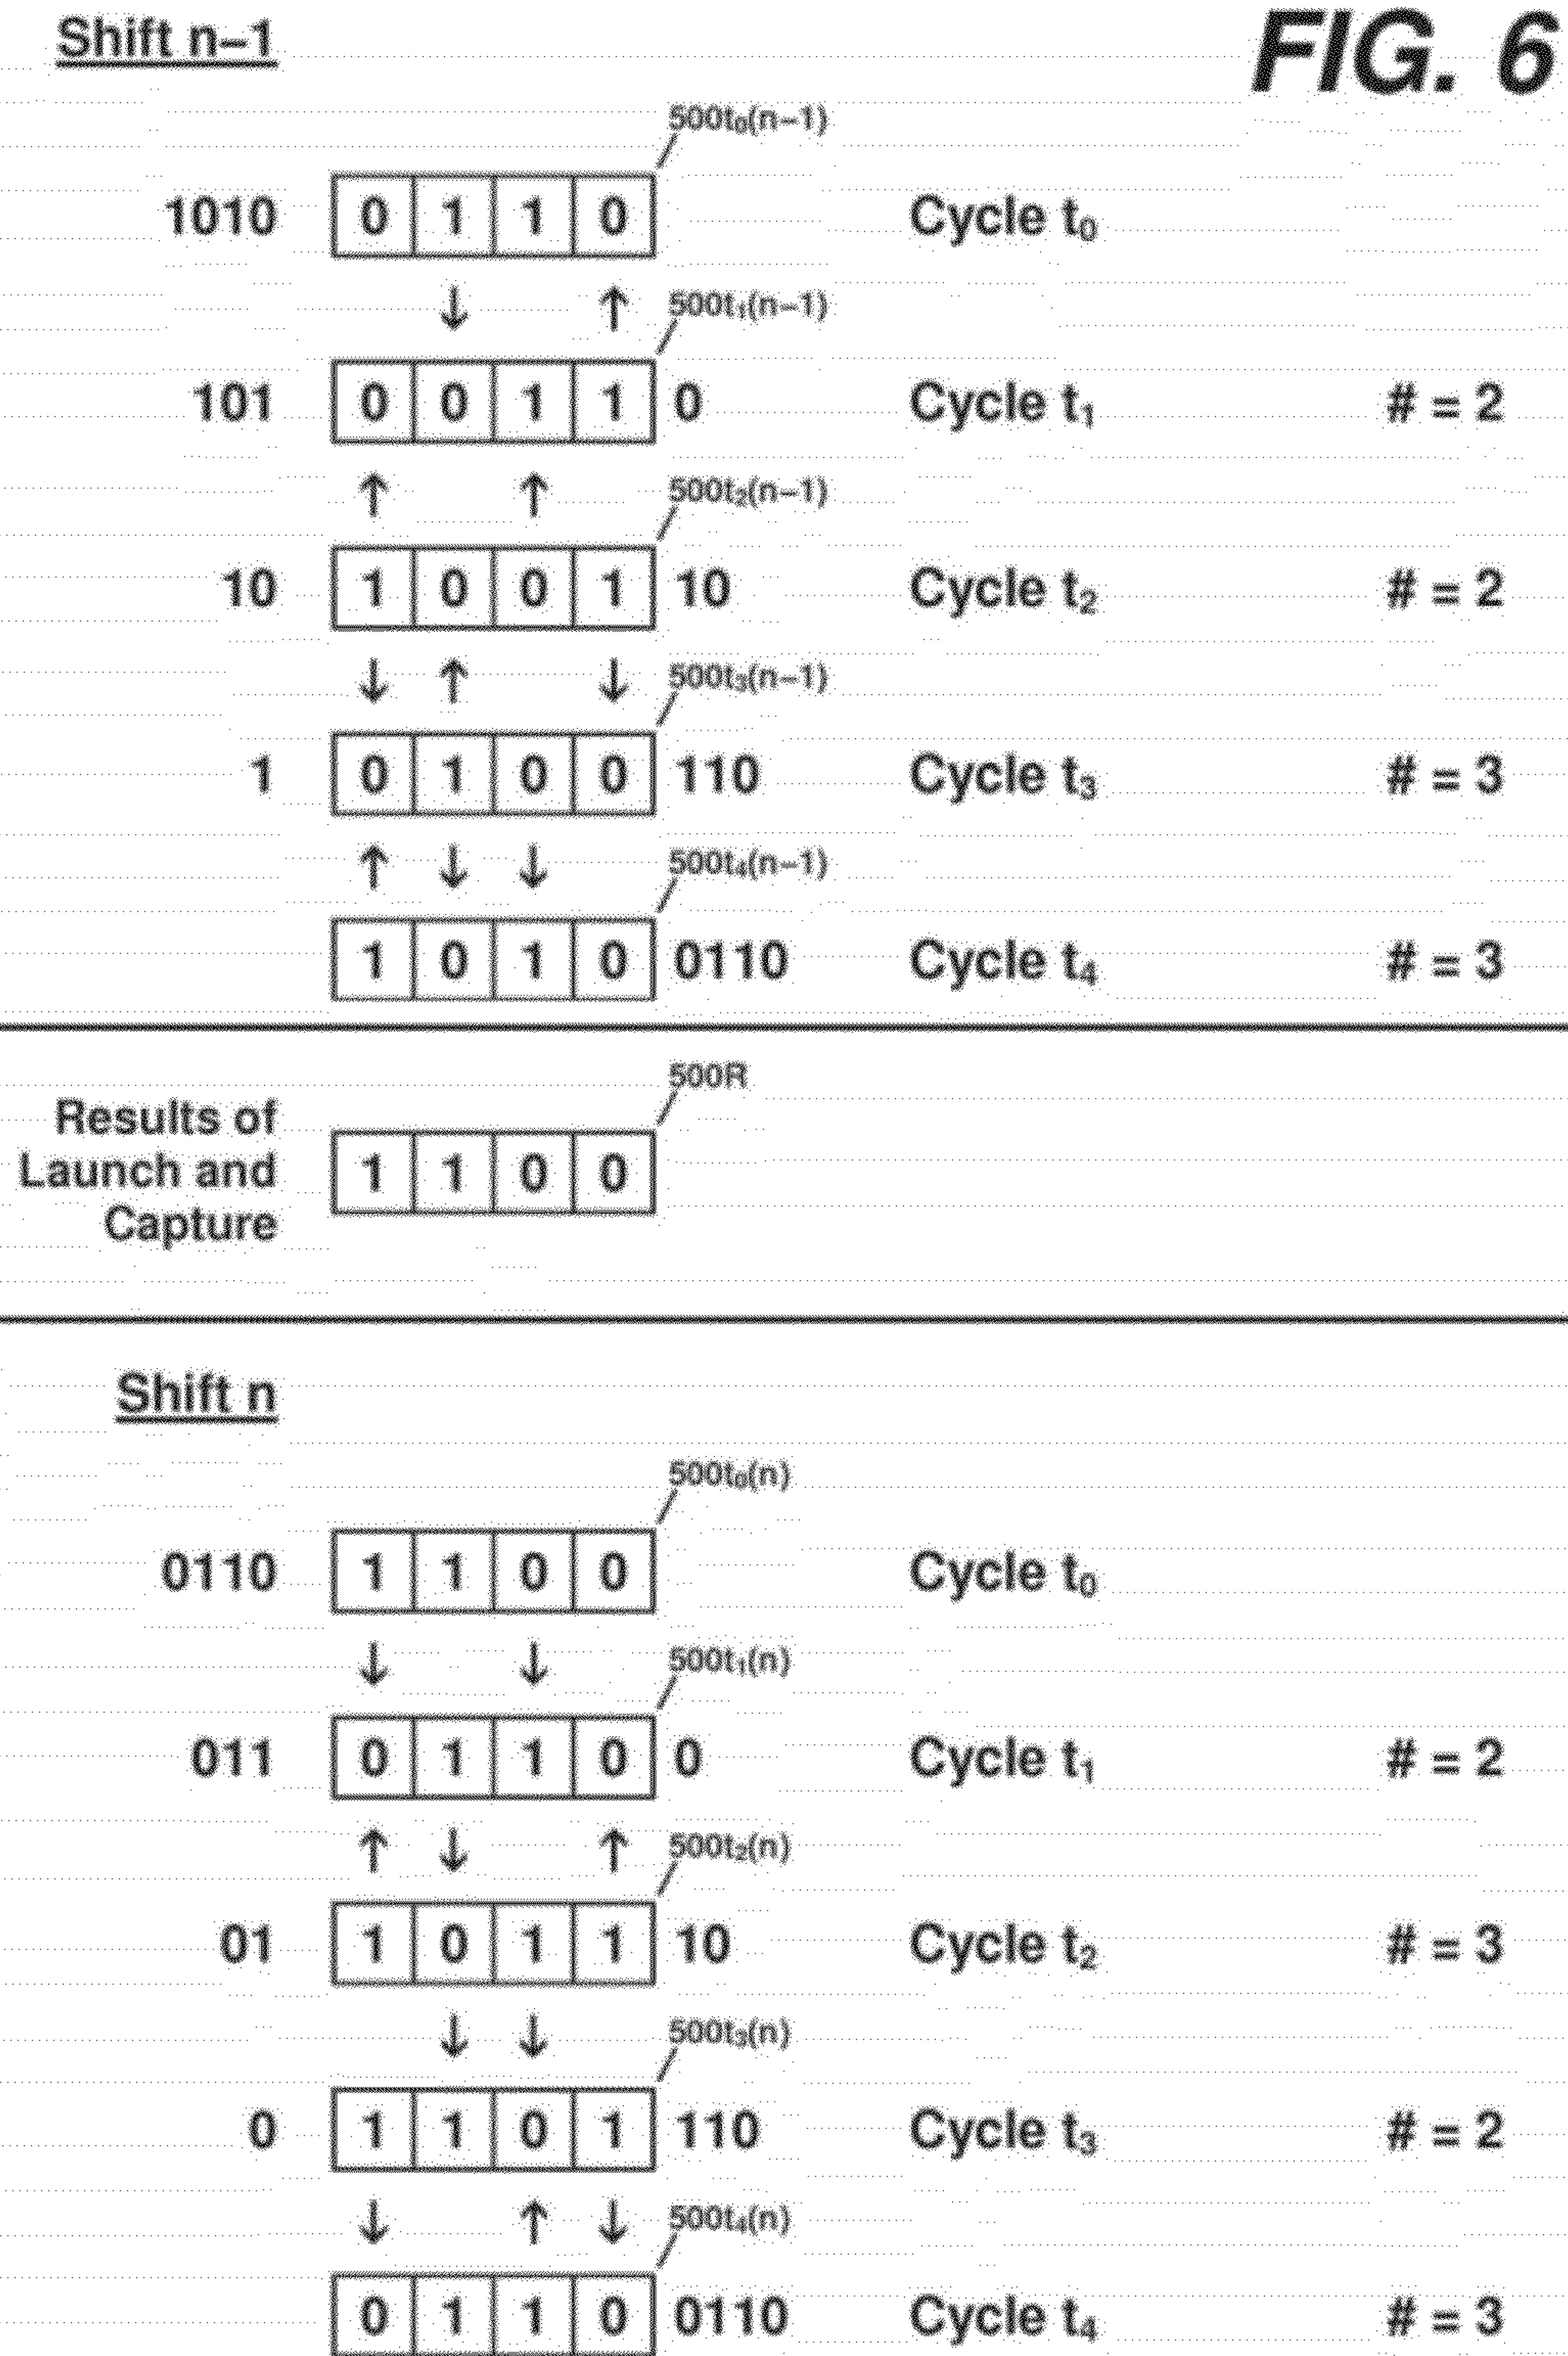 Shift n–1
FIG. 6
500t₀(n–1)
1010 0 1 1 0 Cycle t₀
↓ ↑ 500t₁(n–1)
101 0 0 1 1 0 Cycle t₁ # = 2
↑ ↑ 500t₂(n–1)
10 1 0 0 1 10 Cycle t₂ # = 2
↓ ↑ ↓ 500t₃(n–1)
1 0 1 0 0 110 Cycle t₃ # = 3
↑ ↓ ↓ 500t₄(n–1)
1 0 1 0 0110 Cycle t₄ # = 3
500R
Results of
Launch and
Capture
1 1 0 0
Shift n
500t₀(n)
0110 1 1 0 0 Cycle t₀
↓ ↓ 500t₁(n)
011 0 1 1 0 0 Cycle t₁ # = 2
↑ ↓ ↑ 500t₂(n)
01 1 0 1 1 10 Cycle t₂ # = 3
↓ ↓ 500t₃(n)
0 1 1 0 1 110 Cycle t₃ # = 2
↓ ↑ ↓ 500t₄(n)
0 1 1 0 0110 Cycle t₄ # = 3